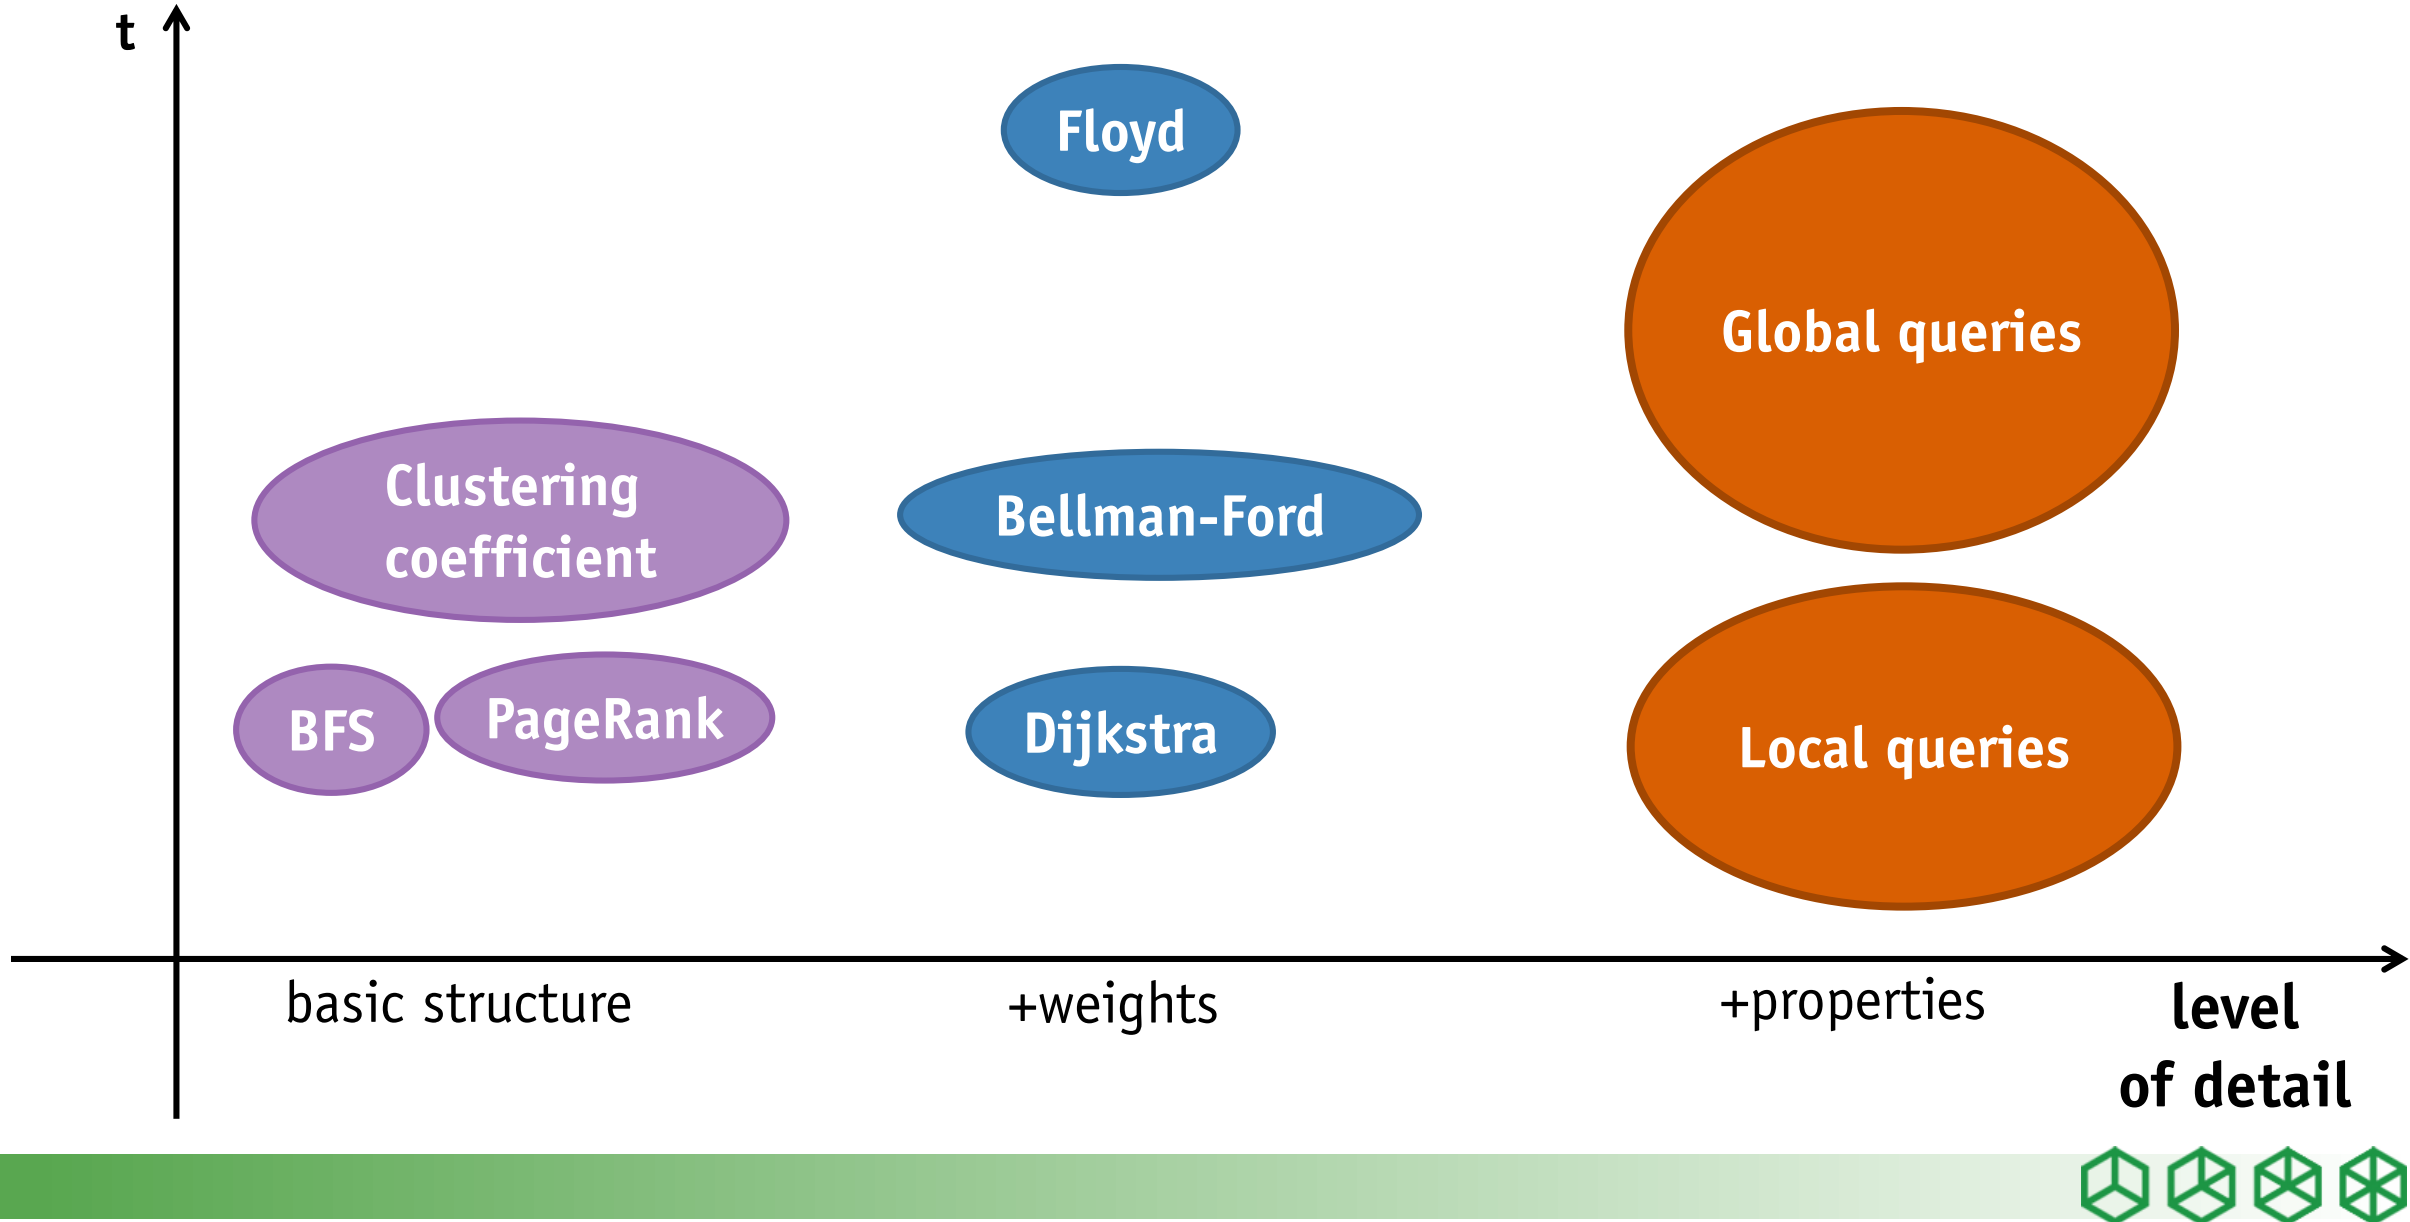 t
Floyd
Global queries
Clustering
coefficient
Bellman-Ford
BFS
PageRank
Dijkstra
Local queries
basic structure
+weights
+properties
level
of detail